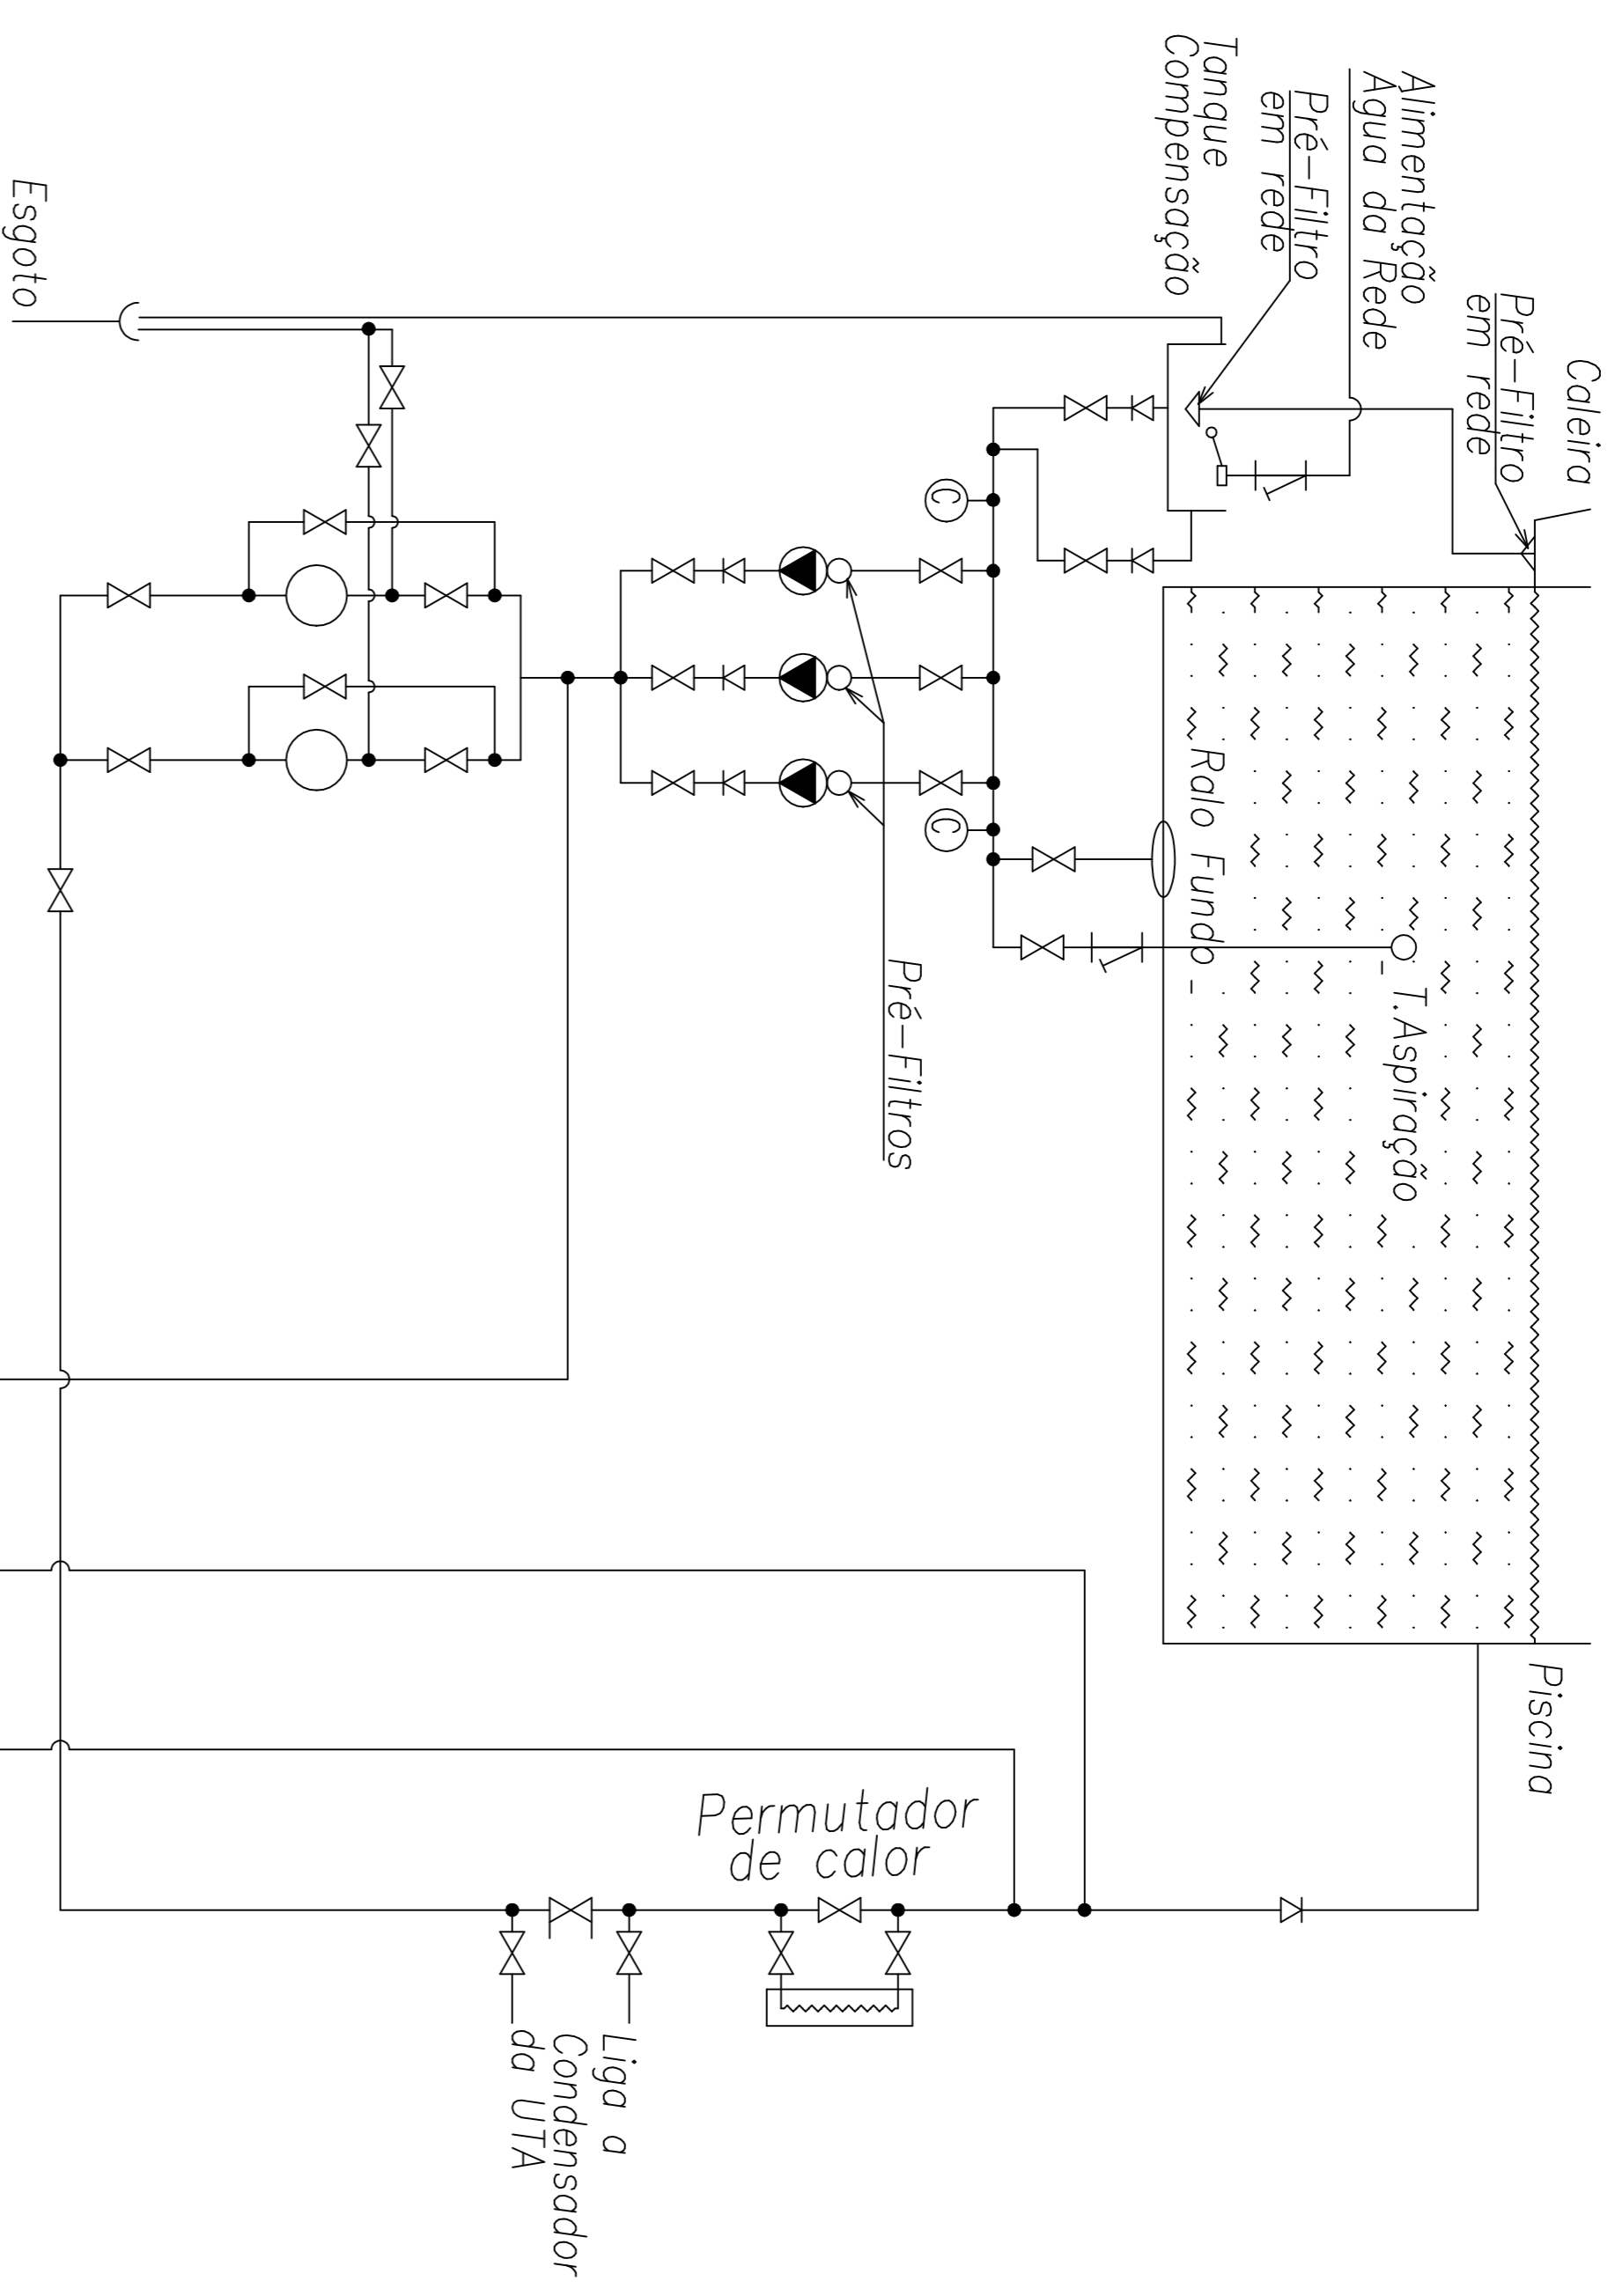 Caleira
Pré-Filtro
em rede
Alimentação
Água da Rede
Pré-Filtro
em rede
Tanque
Compensação
Esgoto
C
C
Ralo Fundo
T.Aspiração
Pré-Filtros
Piscina
Permutador
de calor
Liga a
Condensador
da UTA